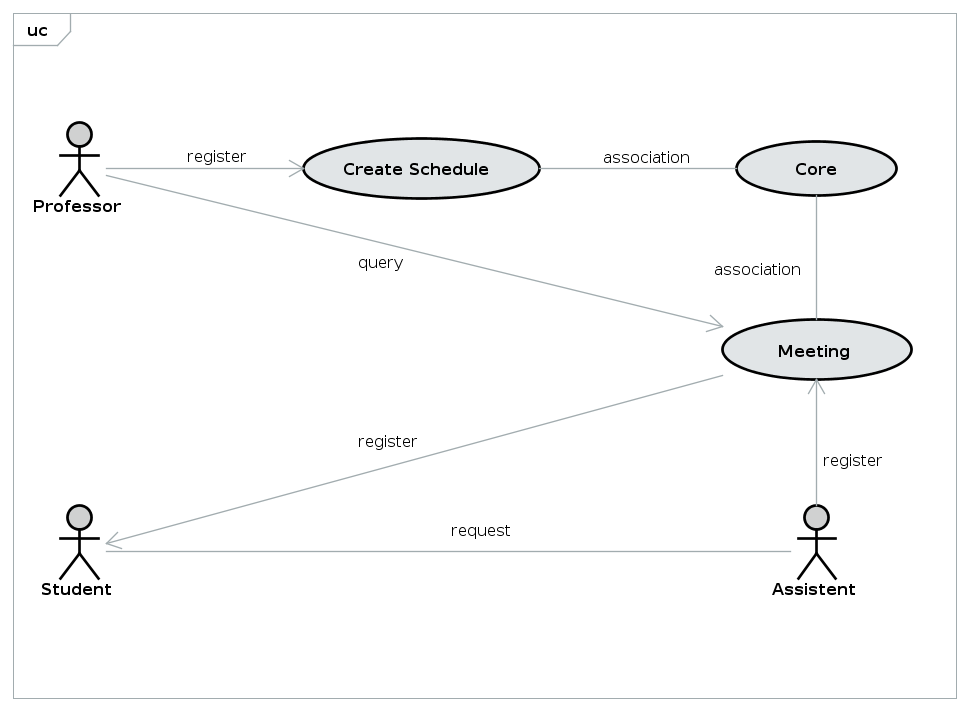 uc
register
Create Schedule
association
Core
Professor
query
association
Meeting
register
register
request
Student
Assistent